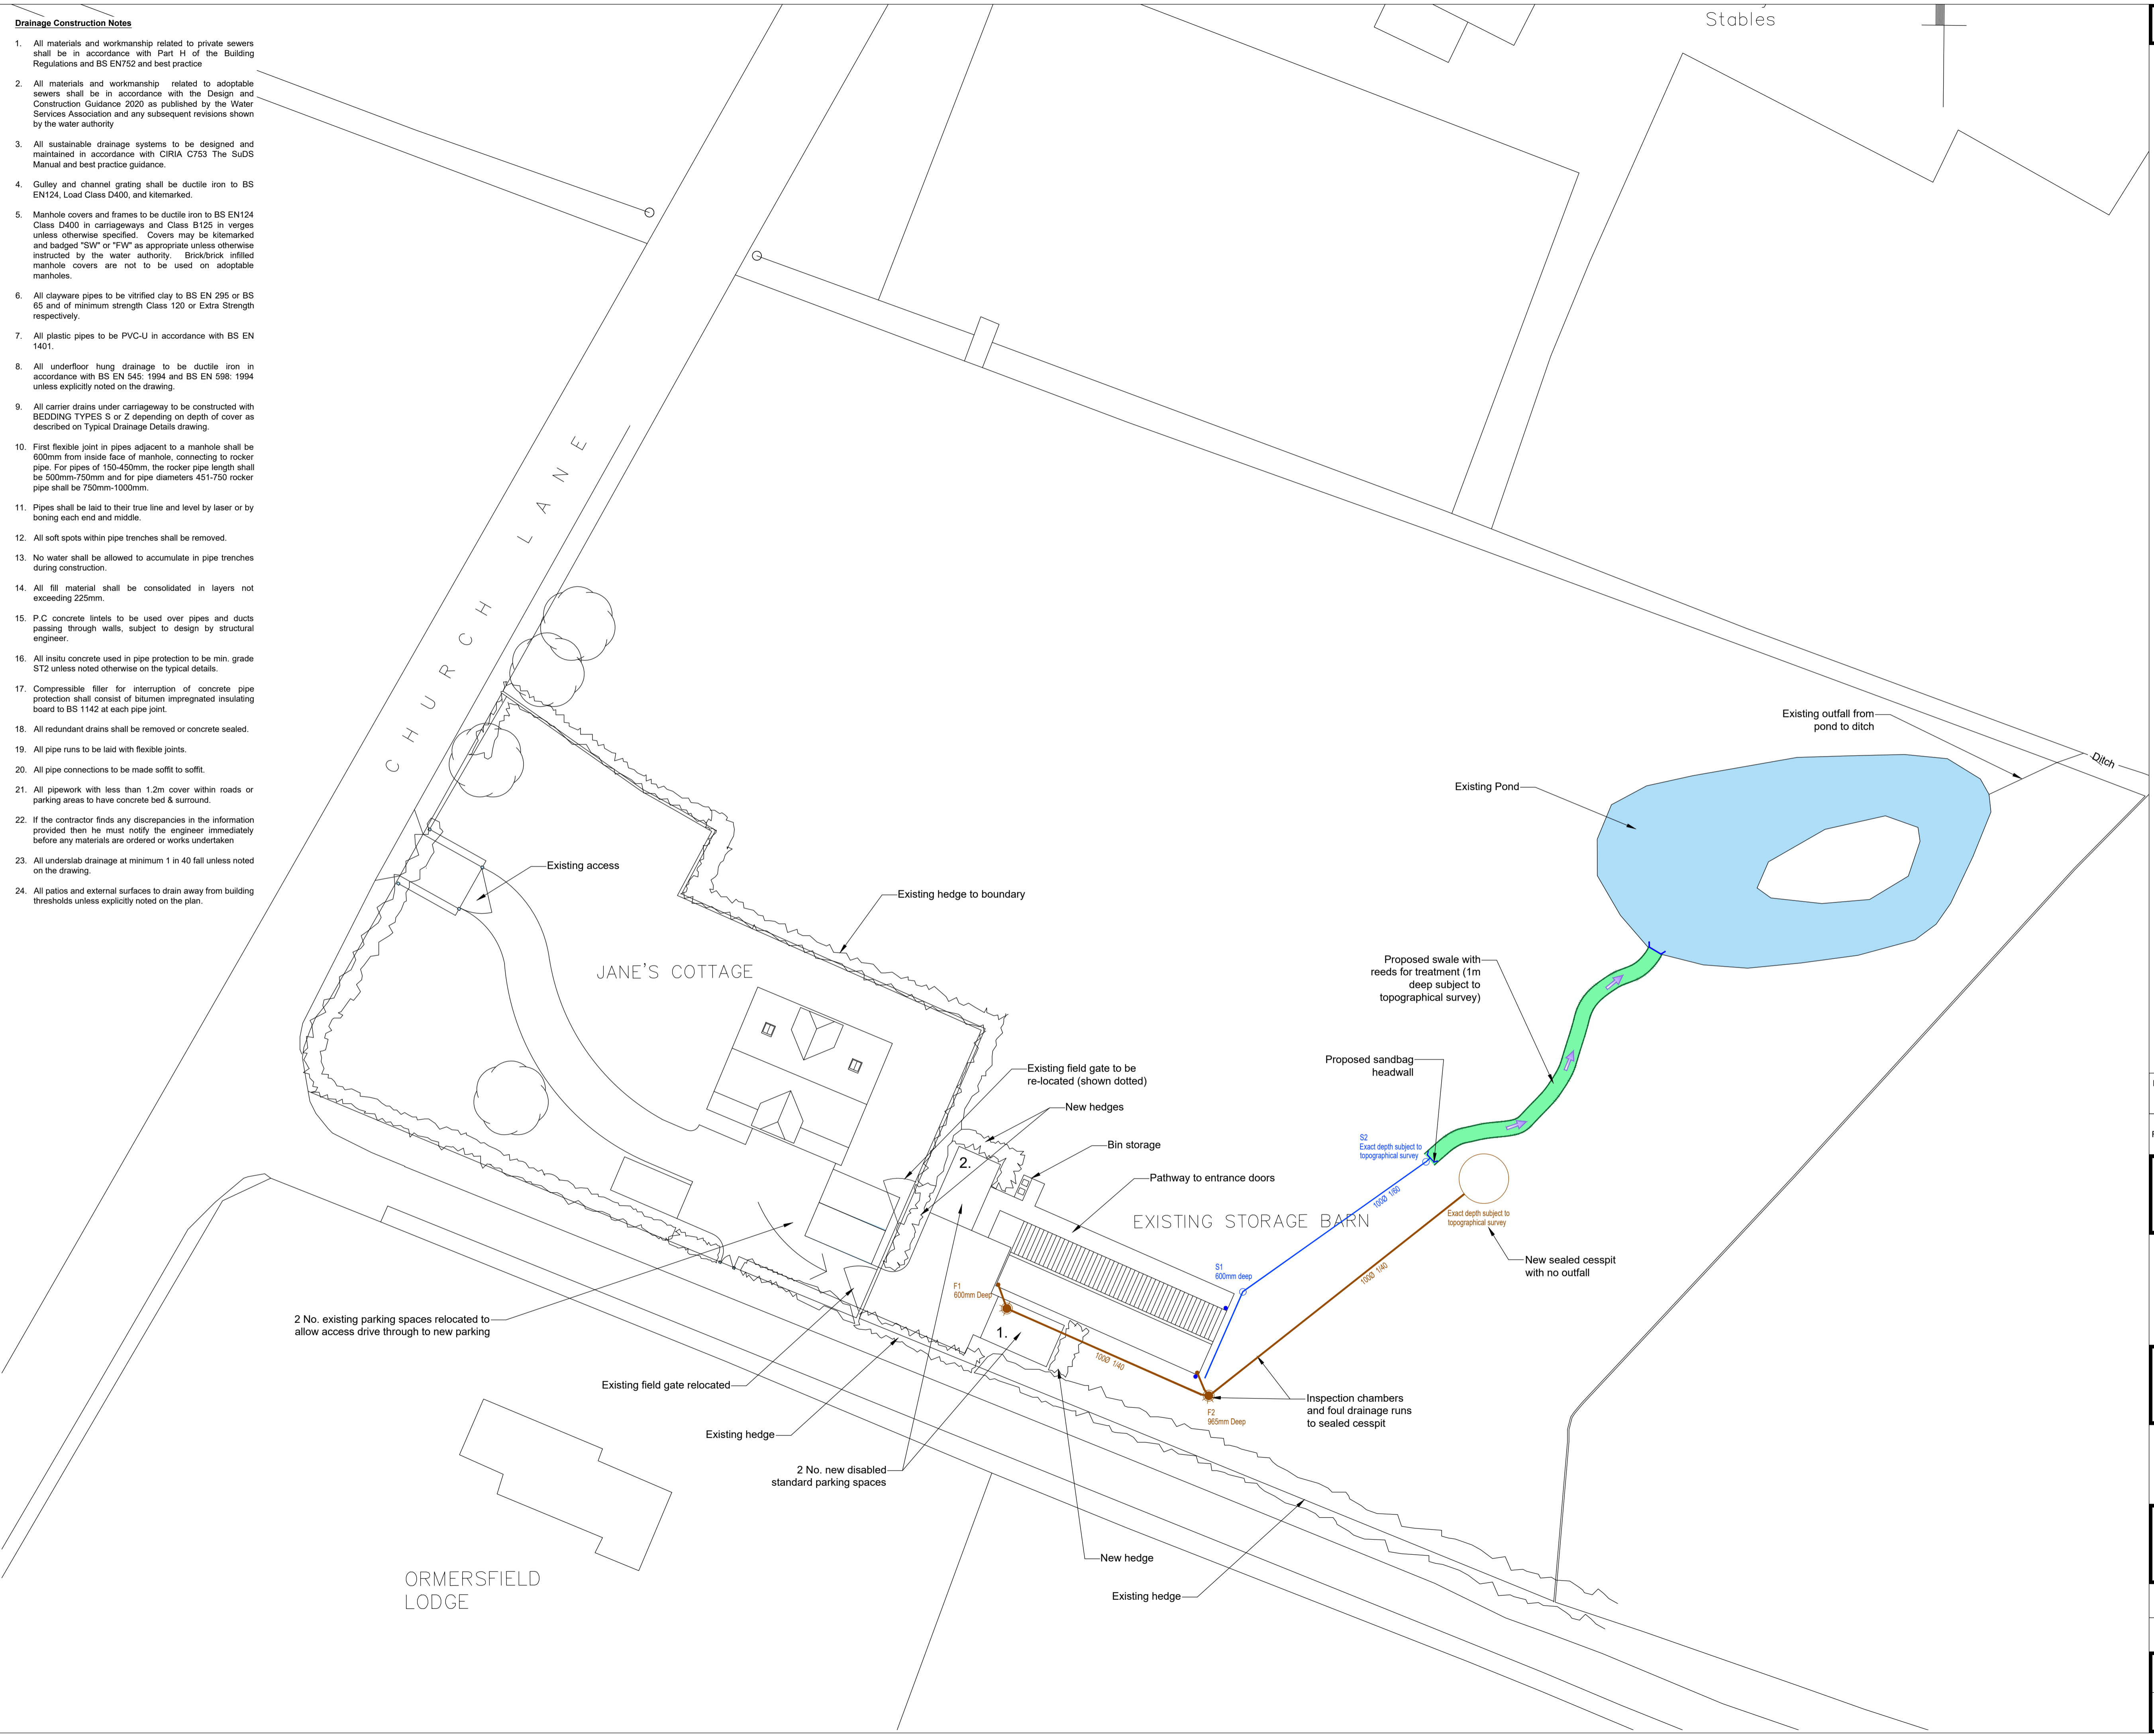 Drainage Construction Notes
1. All materials and workmanship related to private sewers
shall be in accordance with Part H of the Building
Regulations and BS EN752 and best practice
2. All materials and workmanship related to adoptable
sewers shall be in accordance with the Design and
Construction Guidance 2020 as published by the Water
Services Association and any subsequent revisions shown
by the water authority
3. All sustainable drainage systems to be designed and
maintained in accordance with CIRIA C753 The SuDS
Manual and best practice guidance.
4. Gulley and channel grating shall be ductile iron to BS
EN124, Load Class D400, and kitemarked.
5. Manhole covers and frames to be ductile iron to BS EN124
Class D400 in carriageways and Class B125 in verges
unless otherwise specified. Covers may be kitemarked
and badged "SW" or "FW" as appropriate unless otherwise
instructed by the water authority. Brick/brick infilled
manhole covers are not to be used on adoptable
manholes.
6. All clayware pipes to be vitrified clay to BS EN 295 or BS
65 and of minimum strength Class 120 or Extra Strength
respectively.
7. All plastic pipes to be PVC-U in accordance with BS EN
1401.
8. All underfloor hung drainage to be ductile iron in
accordance with BS EN 545: 1994 and BS EN 598: 1994
unless explicitly noted on the drawing.
9. All carrier drains under carriageway to be constructed with
BEDDING TYPES S or Z depending on depth of cover as
described on Typical Drainage Details drawing.
10. First flexible joint in pipes adjacent to a manhole shall be
600mm from inside face of manhole, connecting to rocker
pipe. For pipes of 150-450mm, the rocker pipe length shall
be 500mm-750mm and for pipe diameters 451-750 rocker
pipe shall be 750mm-1000mm.
11. Pipes shall be laid to their true line and level by laser or by
boning each end and middle.
12. All soft spots within pipe trenches shall be removed.
13. No water shall be allowed to accumulate in pipe trenches
during construction.
14. All fill material shall be consolidated in layers not
exceeding 225mm.
15. P.C concrete lintels to be used over pipes and ducts
passing through walls, subject to design by structural
engineer.
16. All insitu concrete used in pipe protection to be min. grade
ST2 unless noted otherwise on the typical details.
17. Compressible filler for interruption of concrete pipe
protection shall consist of bitumen impregnated insulating
board to BS 1142 at each pipe joint.
18. All redundant drains shall be removed or concrete sealed.
19. All pipe runs to be laid with flexible joints.
20. All pipe connections to be made soffit to soffit.
21. All pipework with less than 1.2m cover within roads or
parking areas to have concrete bed & surround.
22. If the contractor finds any discrepancies in the information
provided then he must notify the engineer immediately
before any materials are ordered or works undertaken
23. All underslab drainage at minimum 1 in 40 fall unless noted
on the drawing.
24. All patios and external surfaces to drain away from building
thresholds unless explicitly noted on the plan.
Stables
CHURCH LANE
Existing outfall from
pond to ditch
Ditch
Existing Pond
Existing access
Existing hedge to boundary
JANE'S COTTAGE
Proposed swale with
reeds for treatment (1m
deep subject to
topographical survey)
Proposed sandbag
headwall
Existing field gate to be
re-located (shown dotted)
New hedges
Bin storage
2.
Pathway to entrance doors
S2
Exact depth subject to
topographical survey
100Ø 1/60
EXISTING STORAGE BARN
Exact depth subject to
topographical survey
New sealed cesspit
with no outfall
S1
600mm deep
100Ø 1/40
F1
600mm Deep
1.
100Ø 1/40
2 No. existing parking spaces relocated to
allow access drive through to new parking
Existing field gate relocated
Inspection chambers
and foul drainage runs
to sealed cesspit
F2
965mm Deep
Existing hedge
2 No. new disabled
standard parking spaces
New hedge
Existing hedge
ORMERSFIELD
LODGE